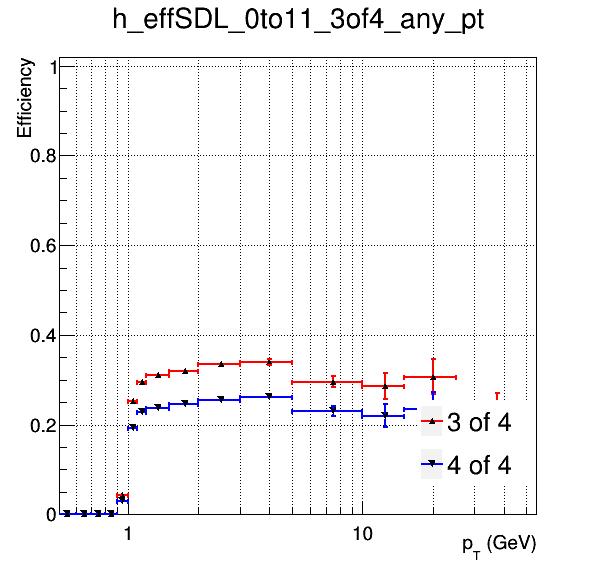 h_effSDL_0to11_3of4_any_pt
Efficiency
1
0.8
0.6
0.4
0.2
0
3 of 4
4 of 4
1
10
p_T (GeV)